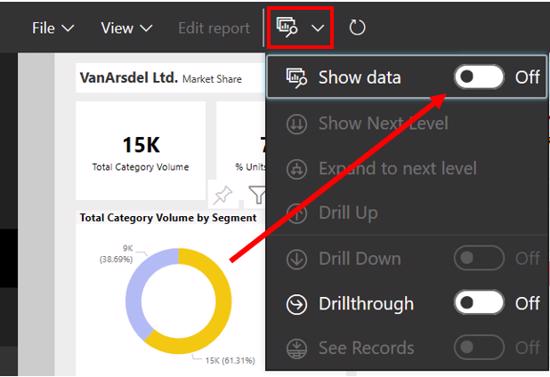 File View Edit report
VanArsdel Ltd. Market Share
Show data Off
15K
Total Category Volume
% Units
Show Next Level
Expand to next level
Drill Up
Total Category Volume by Segment
9K
(38.69%)
Drill Down Off
Drillthrough Off
See Records Off
15K (61.31%)